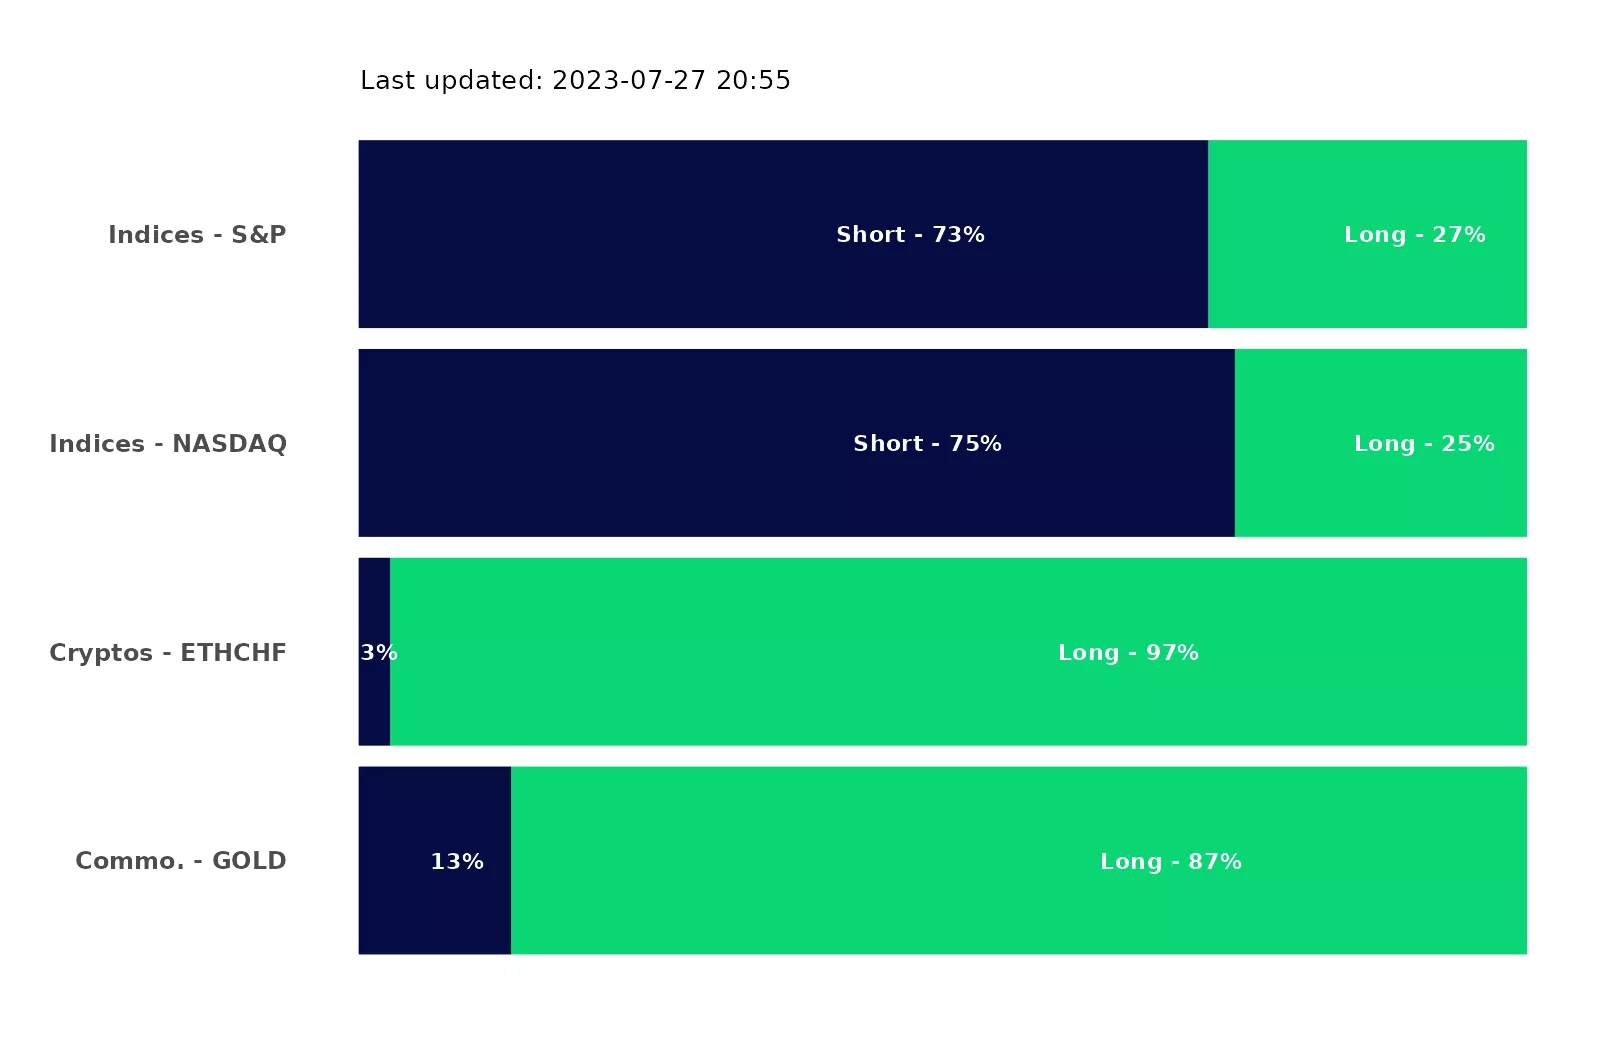 Last updated: 2023-07-27 20:55
Indices - S&P
Short - 73%
Long - 27%
Indices - NASDAQ
Short - 75%
Long - 25%
Cryptos - ETHCHF
3%
Long - 97%
Commo. - GOLD
13%
Long - 87%